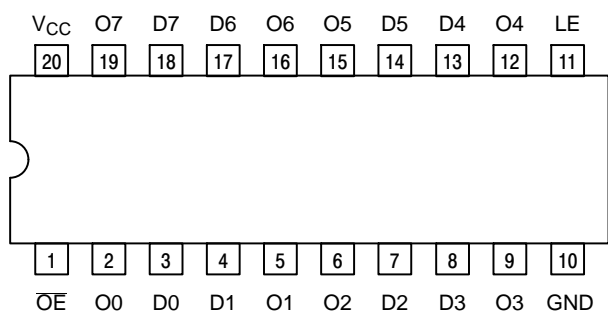 VCC O7 D7 D6 O6 O5 D5 D4 O4 LE
20 19 18 17 16 15 14 13 12 11
1 2 3 4 5 6 7 8 9 10
O̅E̅ O0 D0 D1 O1 O2 D2 D3 O3 GND